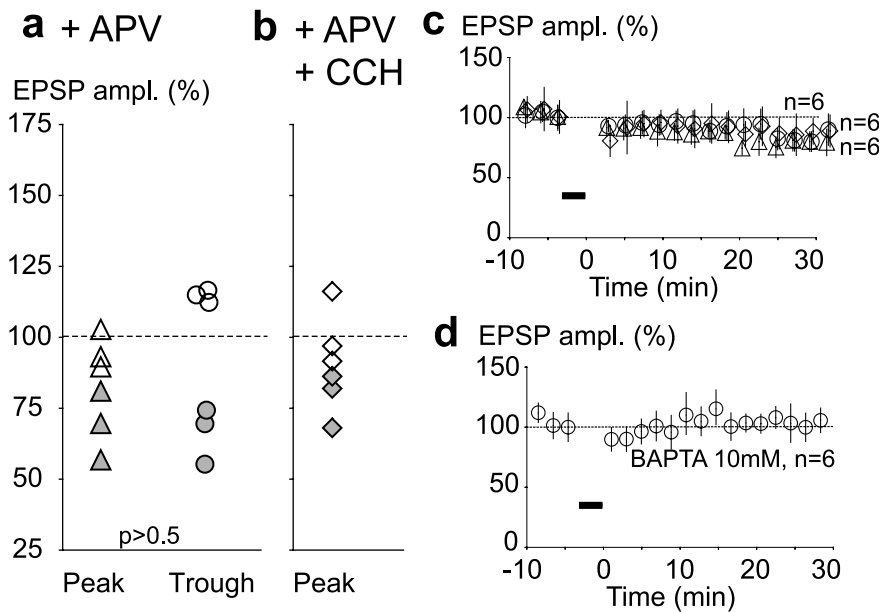 a + APV
EPSP ampl. (%)
175
150
125
100
75
50
25
p>0.5
Peak Trough
b + APV
+ CCH
Peak
c EPSP ampl. (%)
150
100
50
0
n=6
n=6
n=6
-10 0 10 20 30
Time (min)
d EPSP ampl. (%)
150
100
50
0
BAPTA 10mM, n=6
-10 0 10 20 30
Time (min)